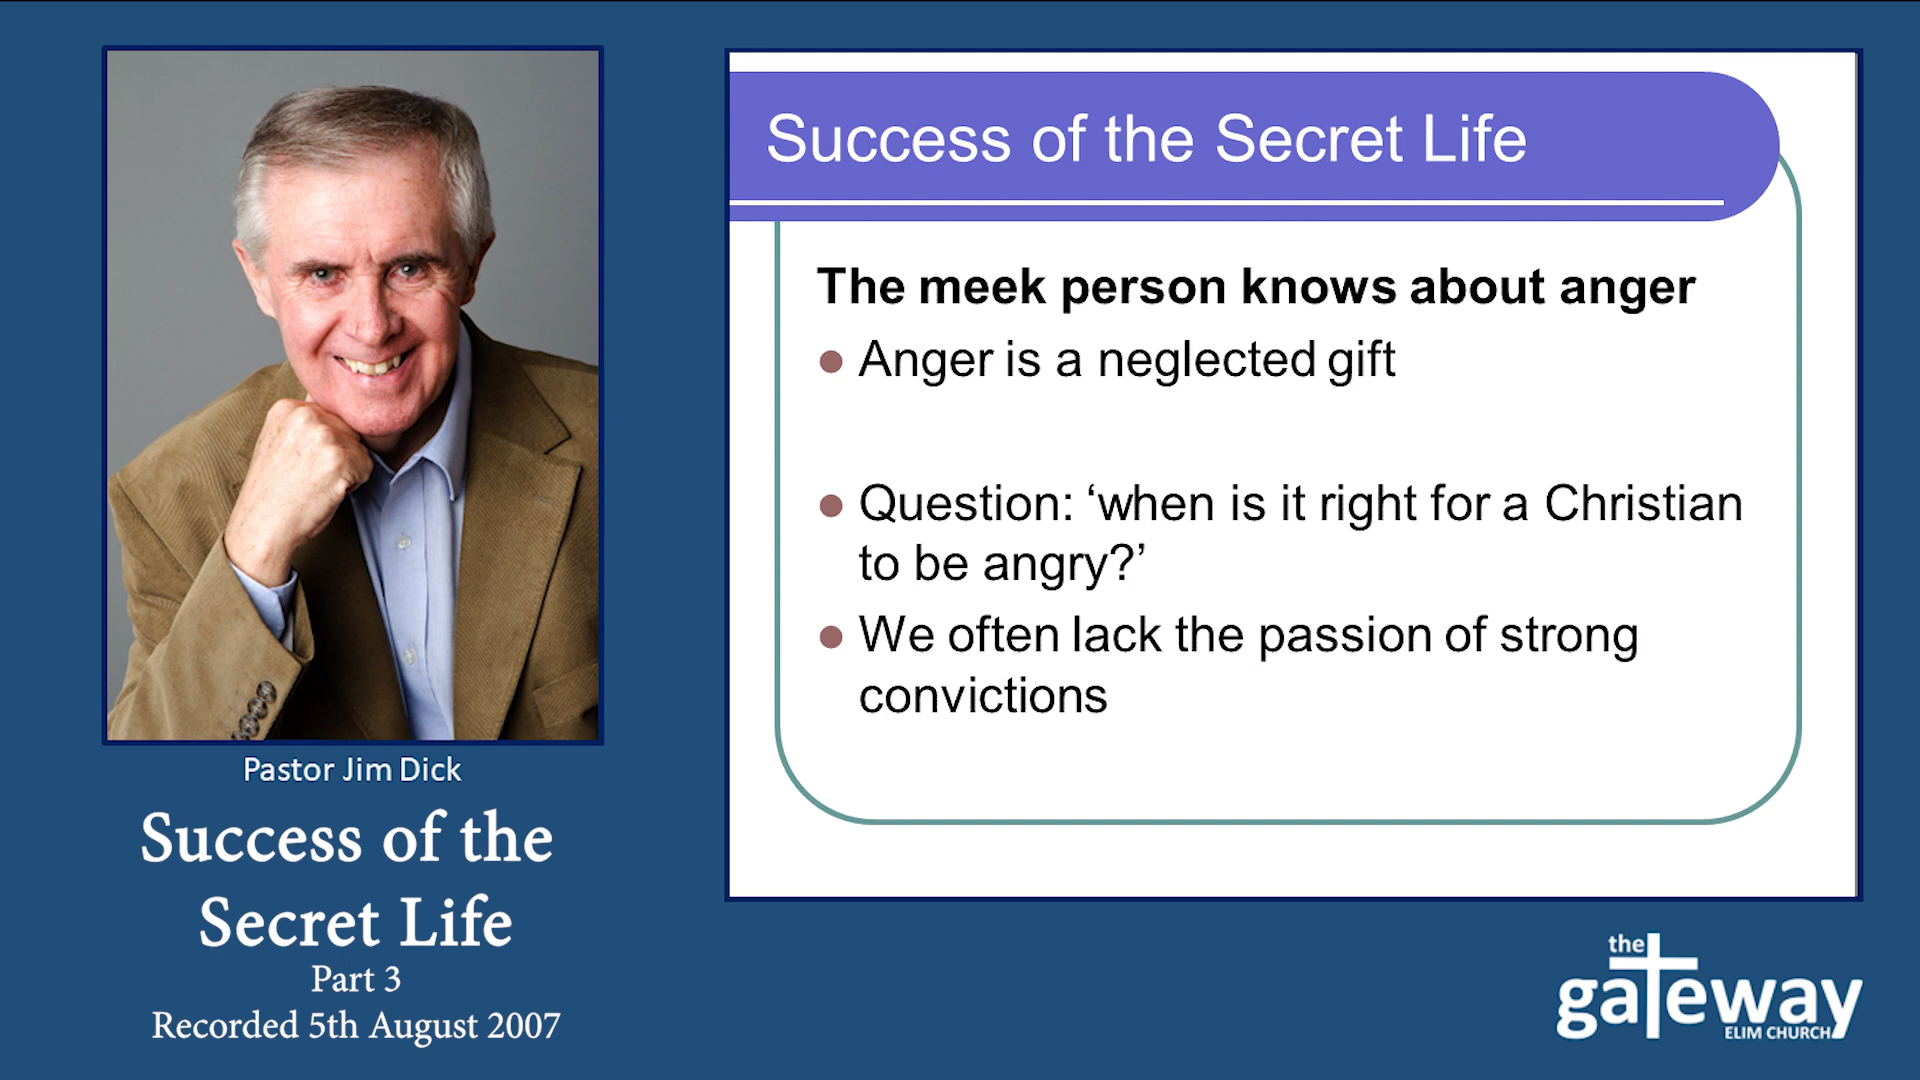 Pastor Jim Dick
Success of the
Secret Life
Part 3
Recorded 5th August 2007
Success of the Secret Life
The meek person knows about anger
Anger is a neglected gift
Question: ‘when is it right for a Christian
to be angry?’
We often lack the passion of strong
convictions
the
gateway
ELIM CHURCH